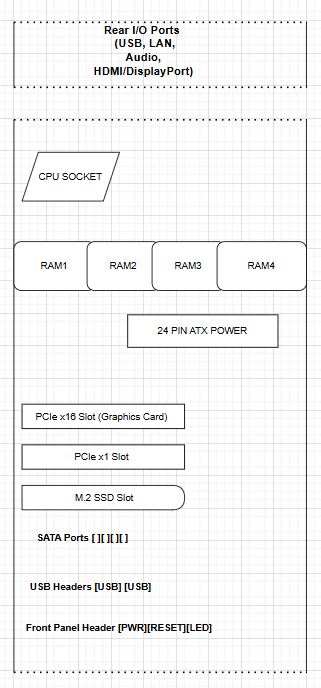 Rear I/O Ports
(USB, LAN,
Audio,
HDMI/DisplayPort)
CPU SOCKET
RAM1 RAM2 RAM3 RAM4
24 PIN ATX POWER
PCIe x16 Slot (Graphics Card)
PCIe x1 Slot
M.2 SSD Slot
SATA Ports [ ][ ][ ][ ]
USB Headers [USB] [USB]
Front Panel Header [PWR][RESET][LED]